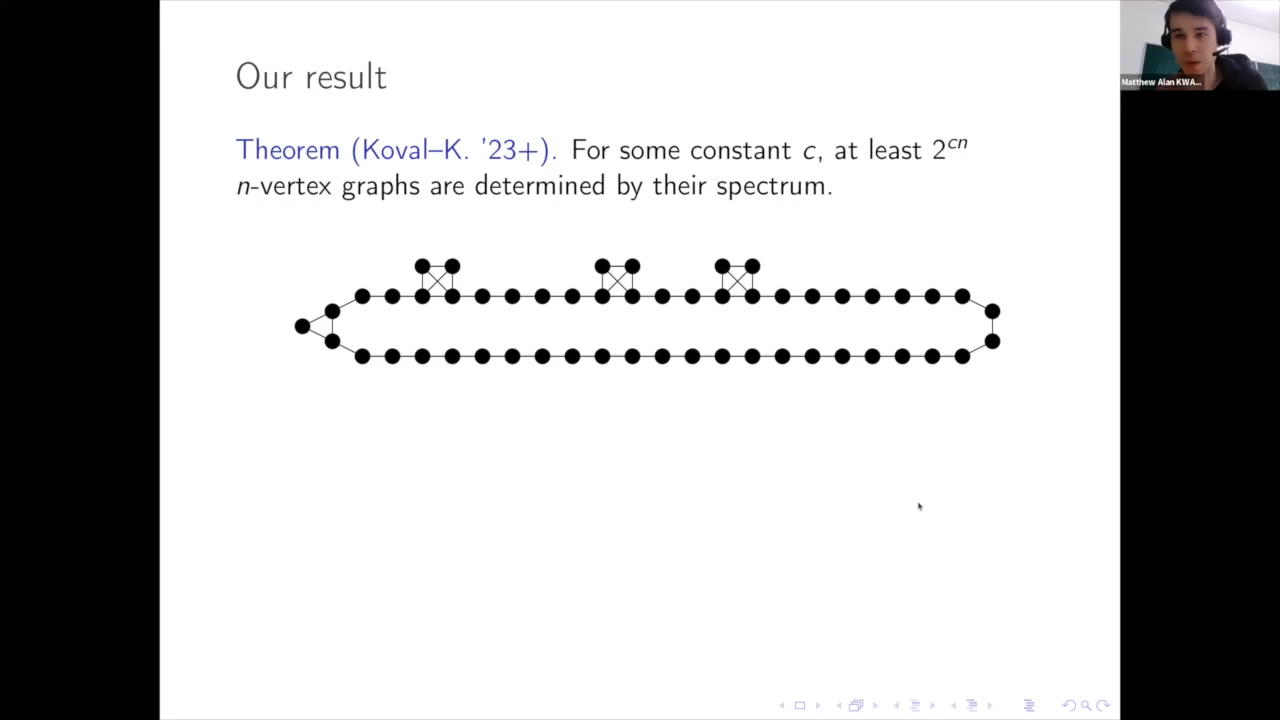 Our result
Theorem (Koval–K. ’23+). For some constant c, at least 2^{cn}
n-vertex graphs are determined by their spectrum.
Matthew Alan KWA...